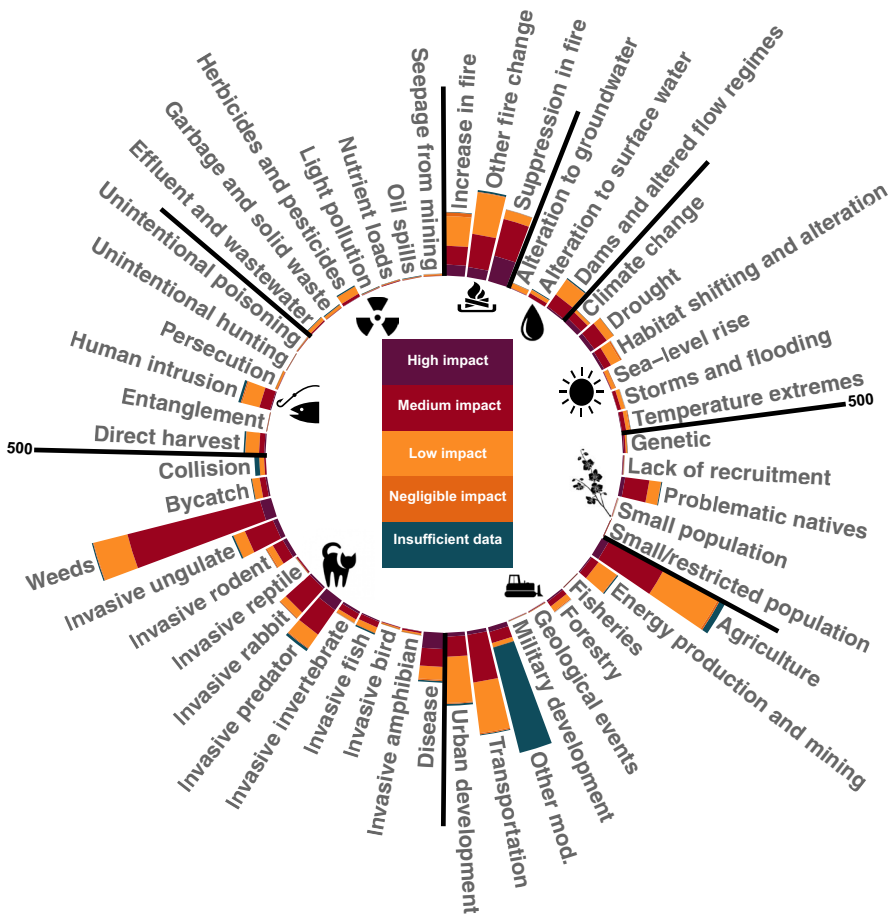 Increase in fire
Other fire change
Suppression in fire
Alteration to groundwater
Alteration to surface water
Dams and altered flow regimes
Climate change
Drought
Habitat shifting and alteration
Sea–level rise
Storms and flooding
Temperature extremes
500
Genetic
Lack of recruitment
Problematic natives
Small population
Small/restricted population
Agriculture
Energy production and mining
Fisheries
Forestry
Geological events
Military development
Other mod.
Transportation
Urban development
Disease
Invasive amphibian
Invasive bird
Invasive fish
Invasive invertebrate
Invasive predator
Invasive rabbit
Invasive reptile
Invasive rodent
Invasive ungulate
Weeds
Bycatch
Collision
500
Direct harvest
Entanglement
Human intrusion
Persecution
Unintentional hunting
Unintentional poisoning
Effluent and wastewater
Garbage and solid waste
Herbicides and pesticides
Light pollution
Nutrient loads
Oil spills
Seepage from mining
High impact
Medium impact
Low impact
Negligible impact
Insufficient data